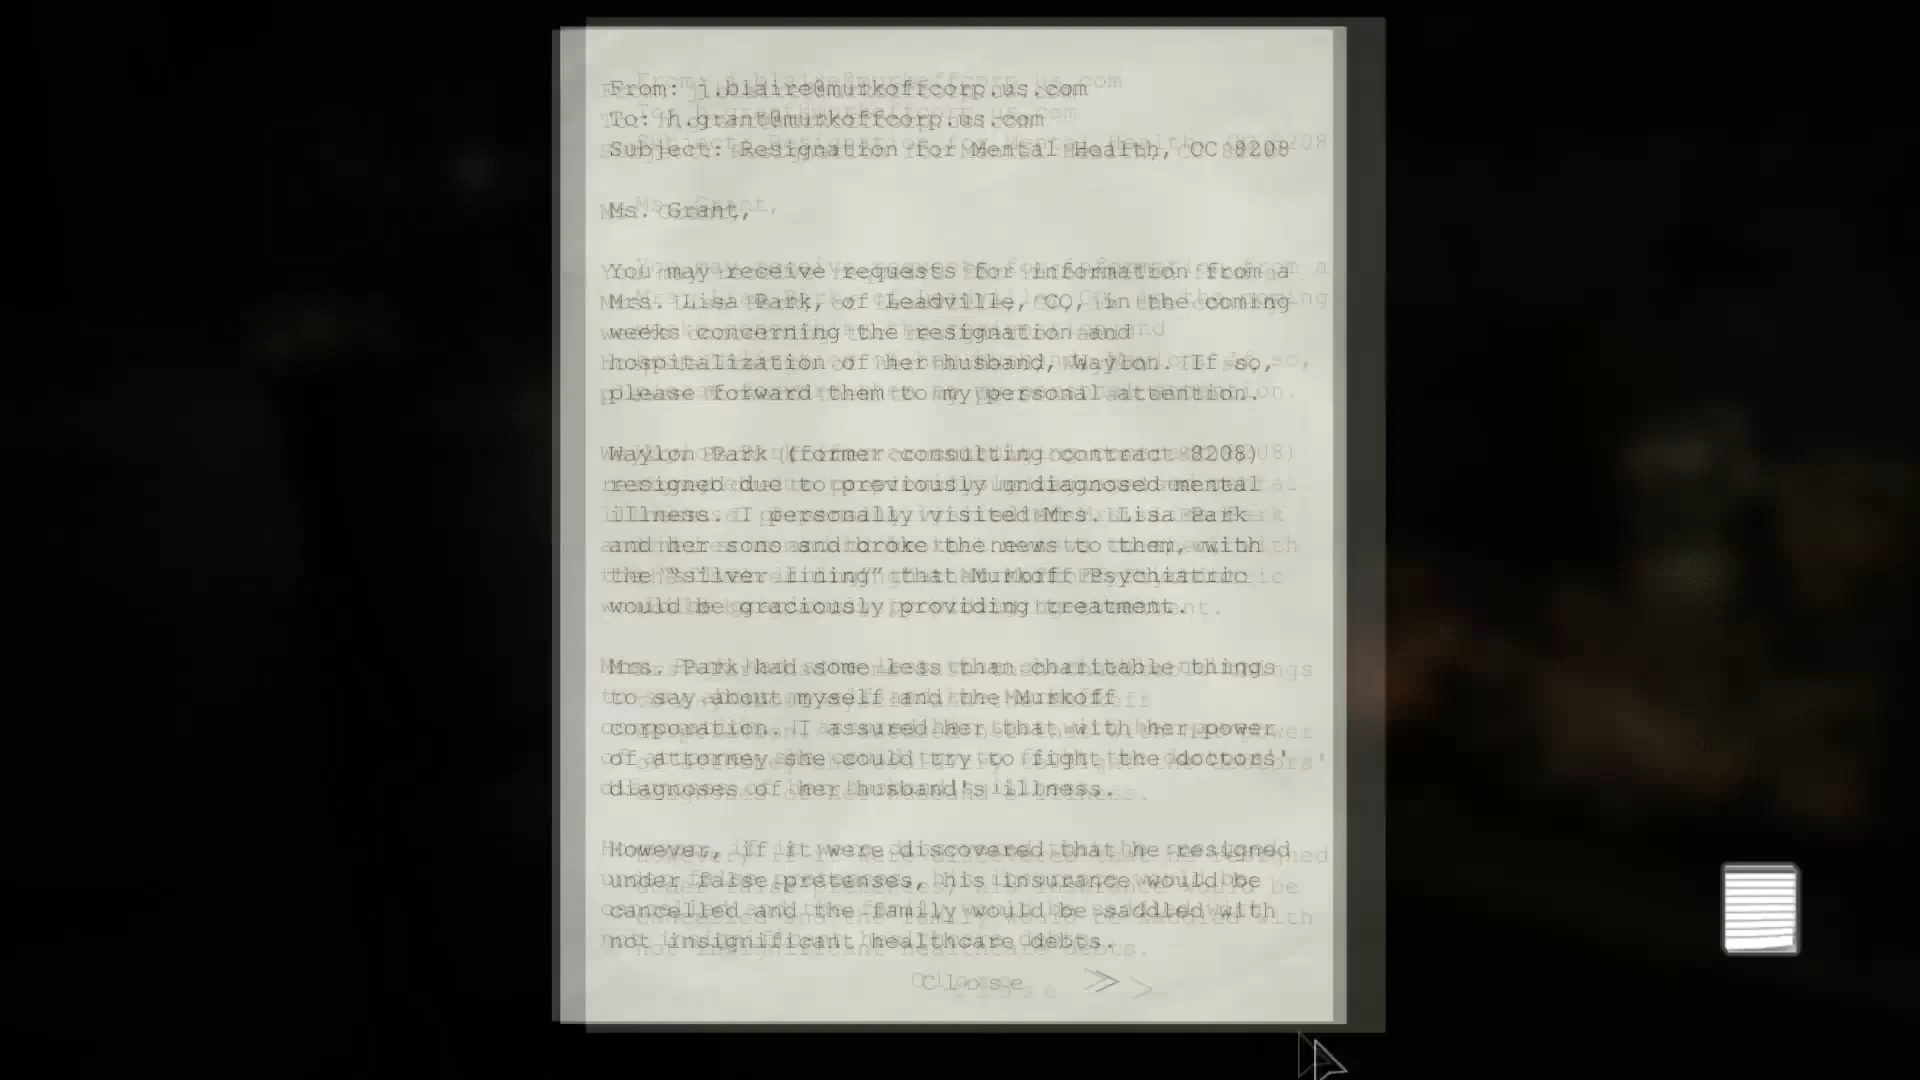 From: j.blaire@murkoffcorp.us.com
To: h.grant@murkoffcorp.us.com
Subject: Resignation for Mental Health, CC 8208
Ms. Grant,
You may receive requests for information from a
Mrs. Lisa Park, of Leadville, CO, in the coming
weeks concerning the resignation and
hospitalization of her husband, Waylon. If so,
please forward them to my personal attention.
Waylon Park (former consulting contract 8208)
resigned due to previously undiagnosed mental
illness. I personally visited Mrs. Lisa Park
and her sons and broke the news to them, with
the “silver lining” that Murkoff Psychiatric
would be graciously providing treatment.
Mrs. Park had some less than charitable things
to say about myself and the Murkoff
corporation. I assured her that with her power
of attorney she could try to fight the doctors'
diagnoses of her husband's illness.
However, if it were discovered that he resigned
under false pretenses, his insurance would be
cancelled and the family would be saddled with
not insignificant healthcare debts.
Close >>